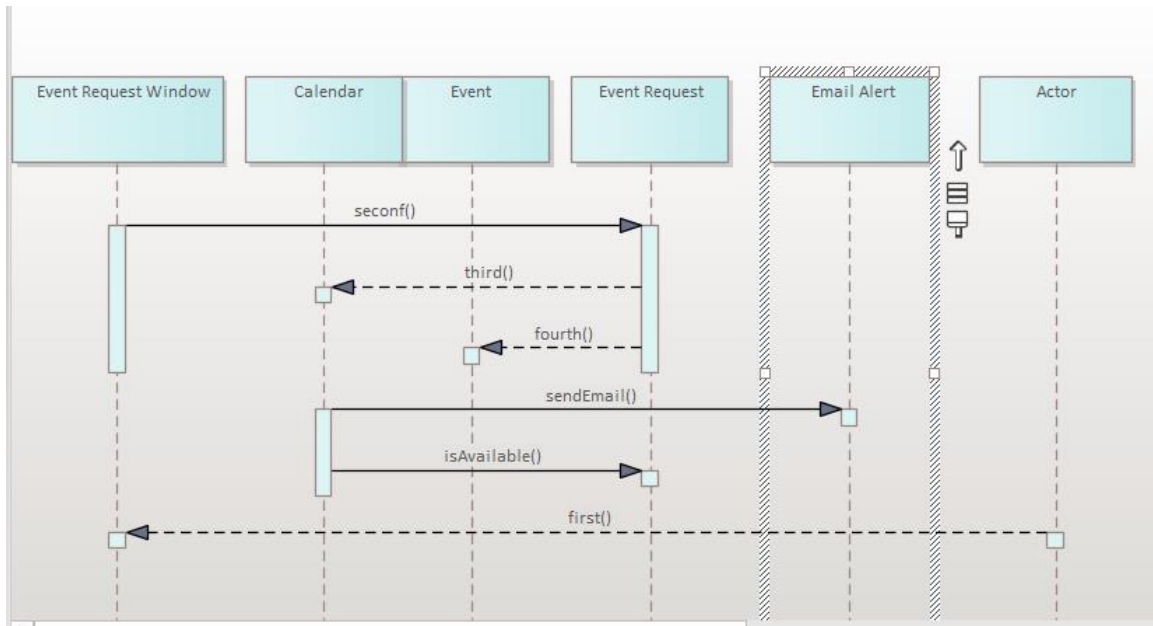 Event Request Window
Calendar
Event
Event Request
Email Alert
Actor
seconf()
third()
fourth()
sendEmail()
isAvailable()
first()